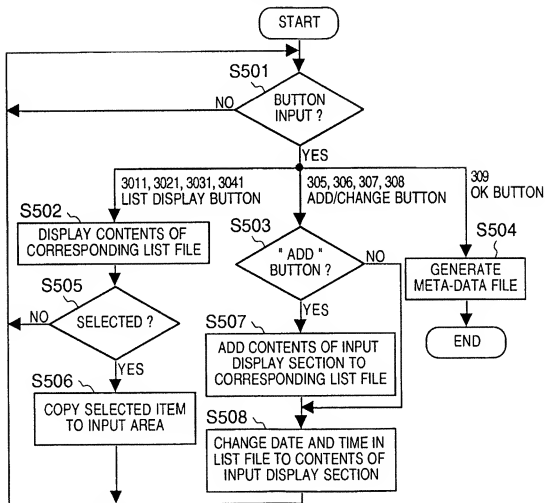 START
S501
BUTTON
INPUT ?
NO
YES
3011, 3021, 3031, 3041
LIST DISPLAY BUTTON
305, 306, 307, 308
ADD/CHANGE BUTTON
309
OK BUTTON
S502
DISPLAY CONTENTS OF
CORRESPONDING LIST FILE
S503
" ADD "
BUTTON ?
NO
YES
S504
GENERATE
META-DATA FILE
END
S505
SELECTED ?
NO
YES
S506
COPY SELECTED ITEM
TO INPUT AREA
S507
ADD CONTENTS OF INPUT
DISPLAY SECTION TO
CORRESPONDING LIST FILE
S508
CHANGE DATE AND TIME IN
LIST FILE TO CONTENTS OF
INPUT DISPLAY SECTION